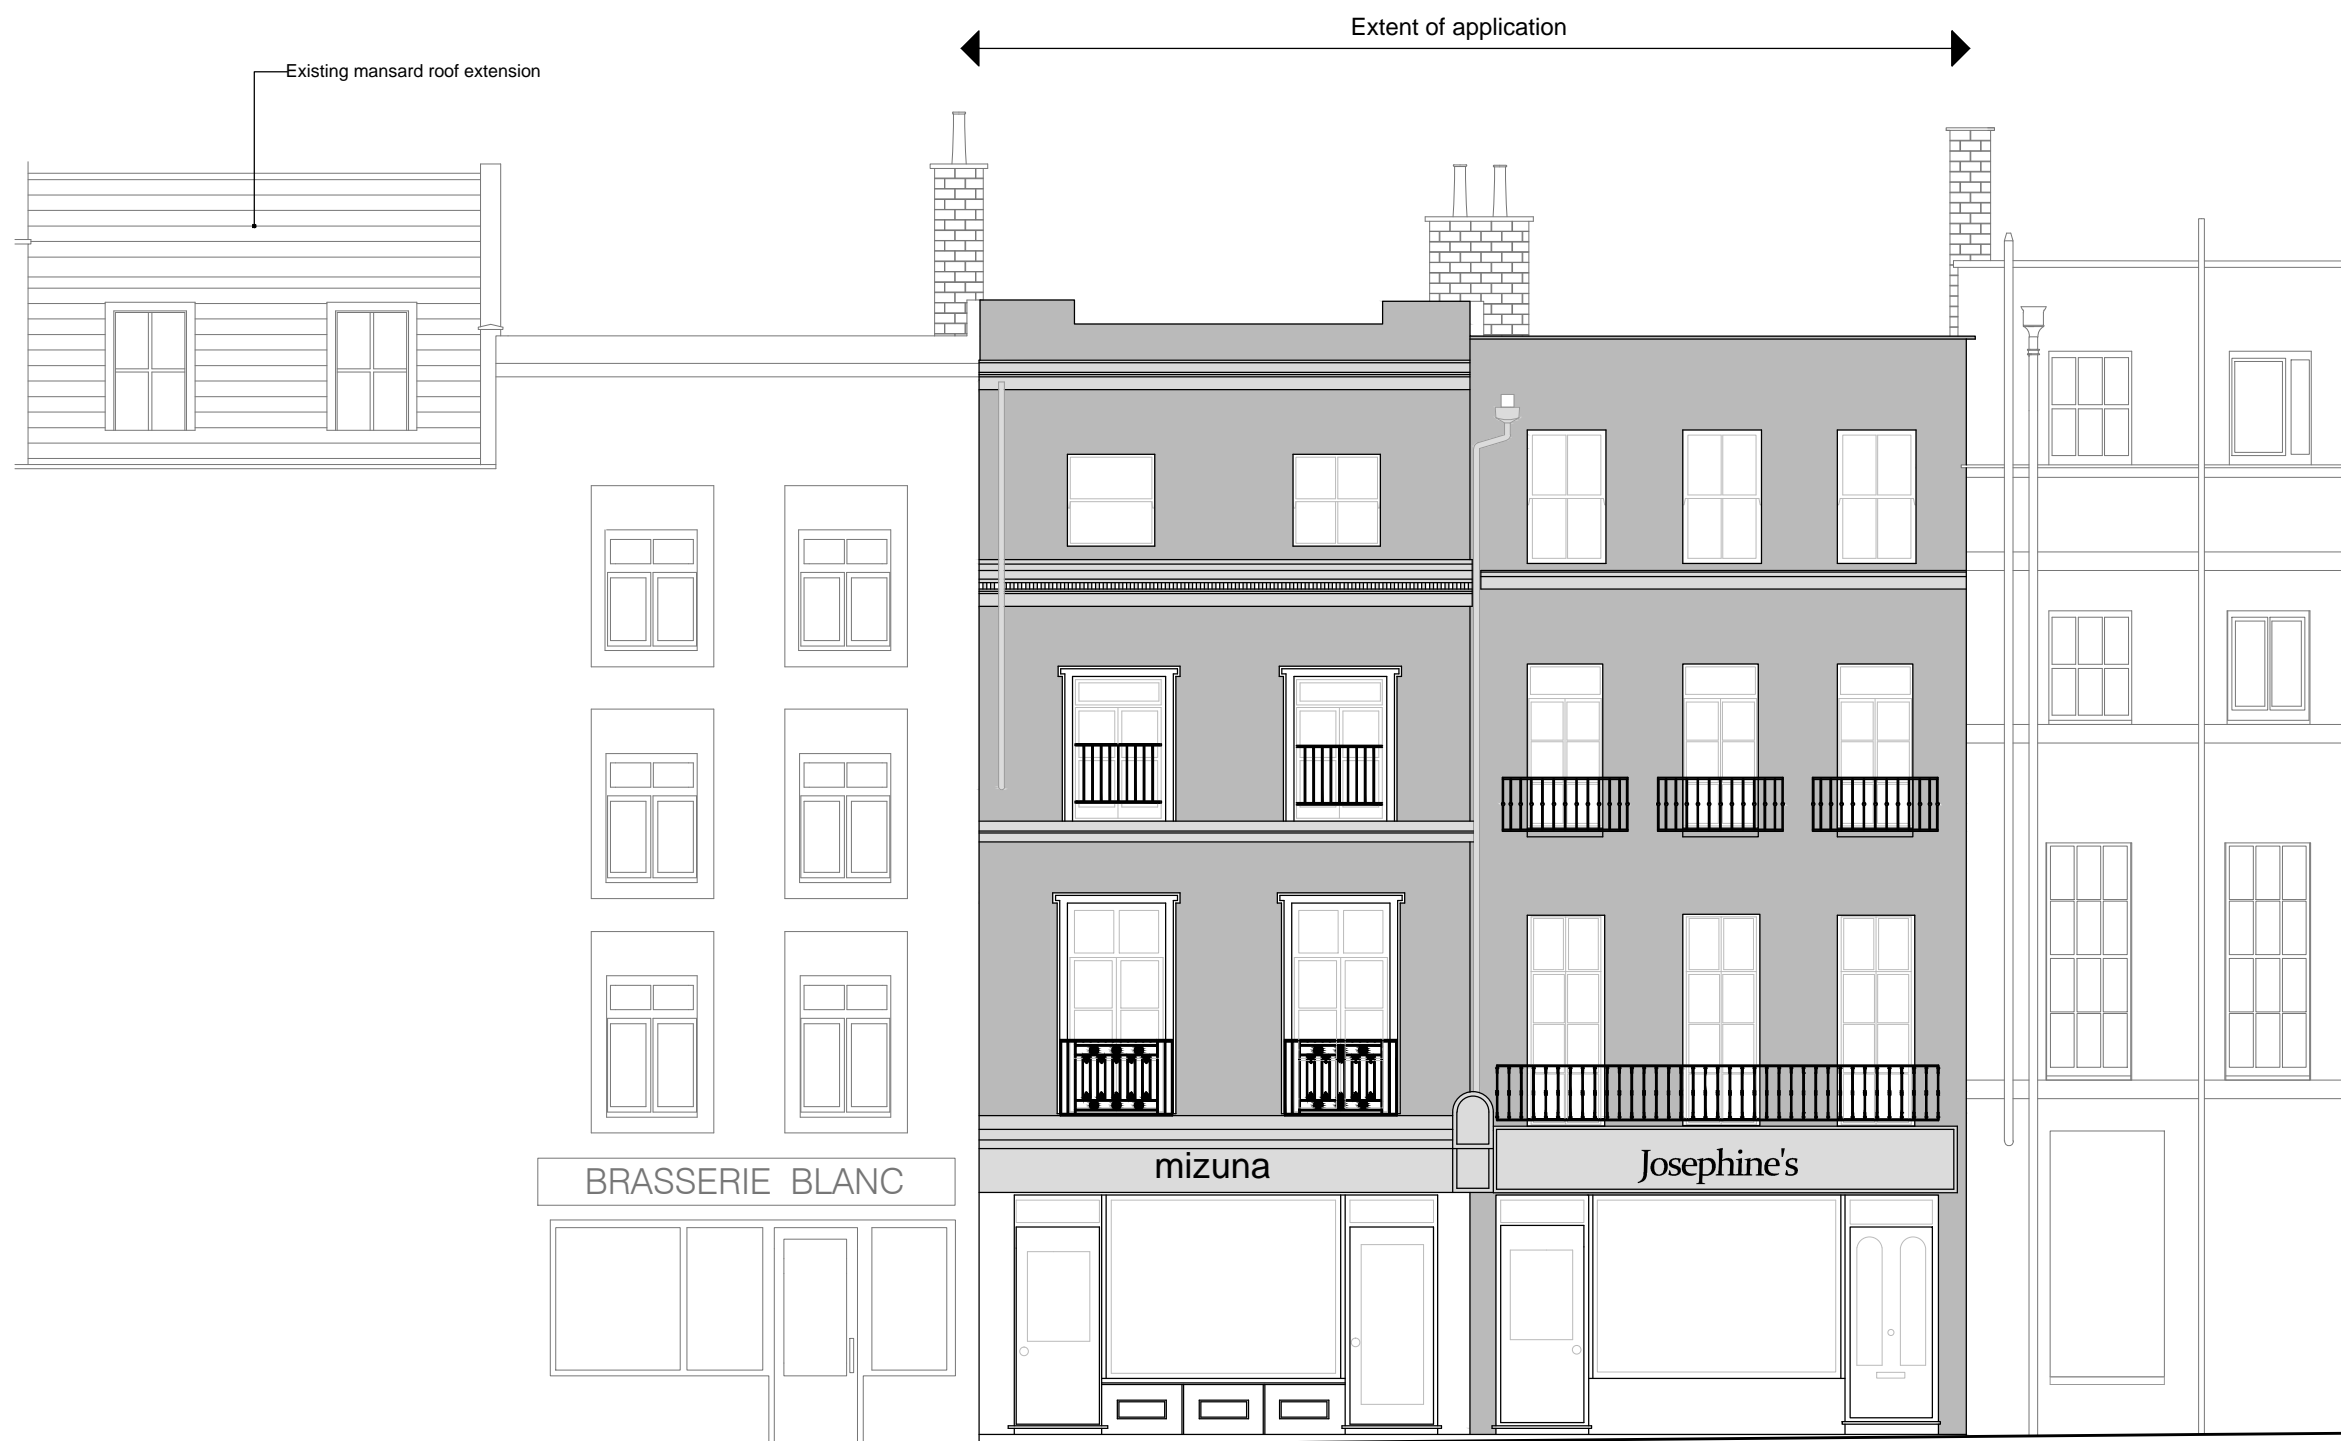 Extent of application
Existing mansard roof extension
BRASSERIE BLANC
mizuna
Josephine's